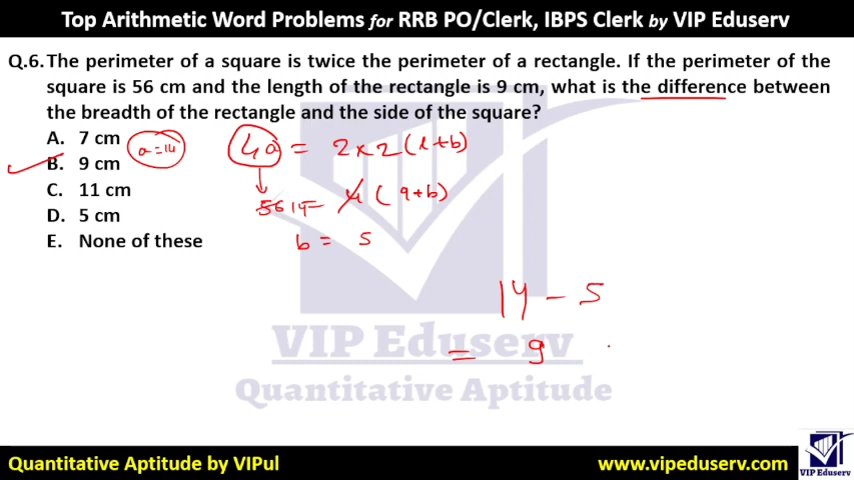 Top Arithmetic Word Problems for RRB PO/Clerk, IBPS Clerk by VIP Eduserv
Q.6. The perimeter of a square is twice the perimeter of a rectangle. If the perimeter of the
square is 56 cm and the length of the rectangle is 9 cm, what is the difference between
the breadth of the rectangle and the side of the square?
A. 7 cm
B. 9 cm
C. 11 cm
D. 5 cm
E. None of these
a = 14
4a = 2 × 2 (l + b)
56 14 = 4 (9 + b)
b = 5
14 - 5
= 9
VIP Eduserv
Quantitative Aptitude
Quantitative Aptitude by VIPul
www.vipeduserv.com
VIP Eduserv